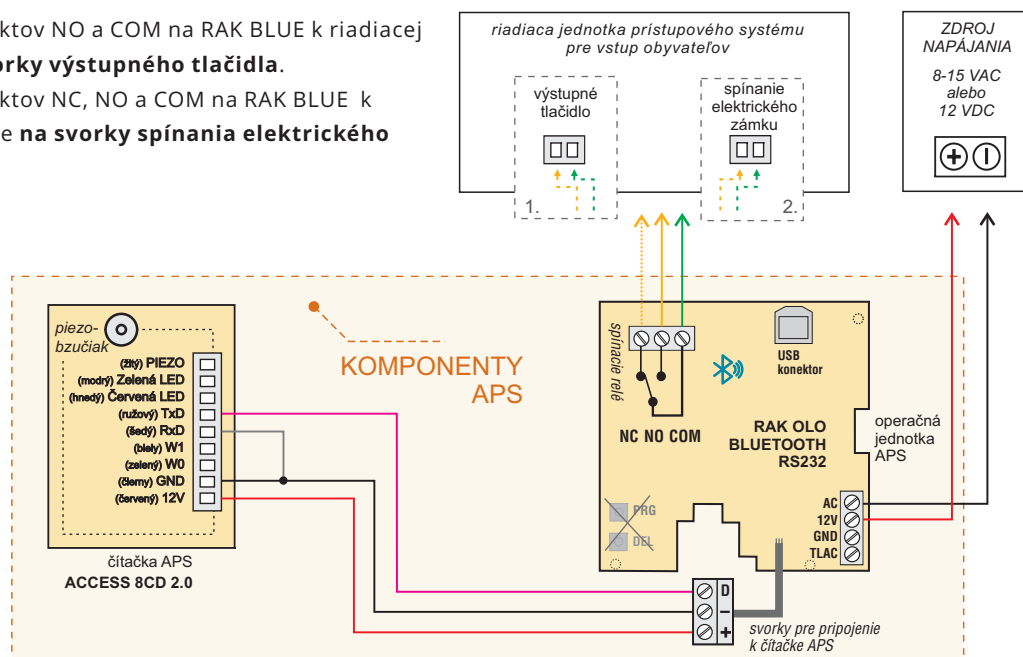 ktov NO a COM na RAK BLUE k riadiacej
orky výstupného tlačidla.
ktov NC, NO a COM na RAK BLUE k
e na svorky spínania elektrického
riadiaca jednotka prístupového systému
pre vstup obyvateľov
výstupné
tlačidlo
1.
spínanie
elektrického
zámku
2.
ZDROJ
NAPÁJANIA
8-15 VAC
alebo
12 VDC
KOMPONENTY
APS
piezo-
bzučiak
(žltý) PIEZO
(modrý) Zelená LED
(hnedý) Červená LED
(ružový) TxD
(šedý) RxD
(biely) W1
(zelený) W0
(čierny) GND
(červený) 12V
čítačka APS
ACCESS 8CD 2.0
spínacie relé
NC NO COM
USB
konektor
RAK OLO
BLUETOOTH
RS232
operačná
jednotka
APS
PRG
DEL
AC
12V
GND
TLAC
D
–
+
svorky pre pripojenie
k čítačke APS